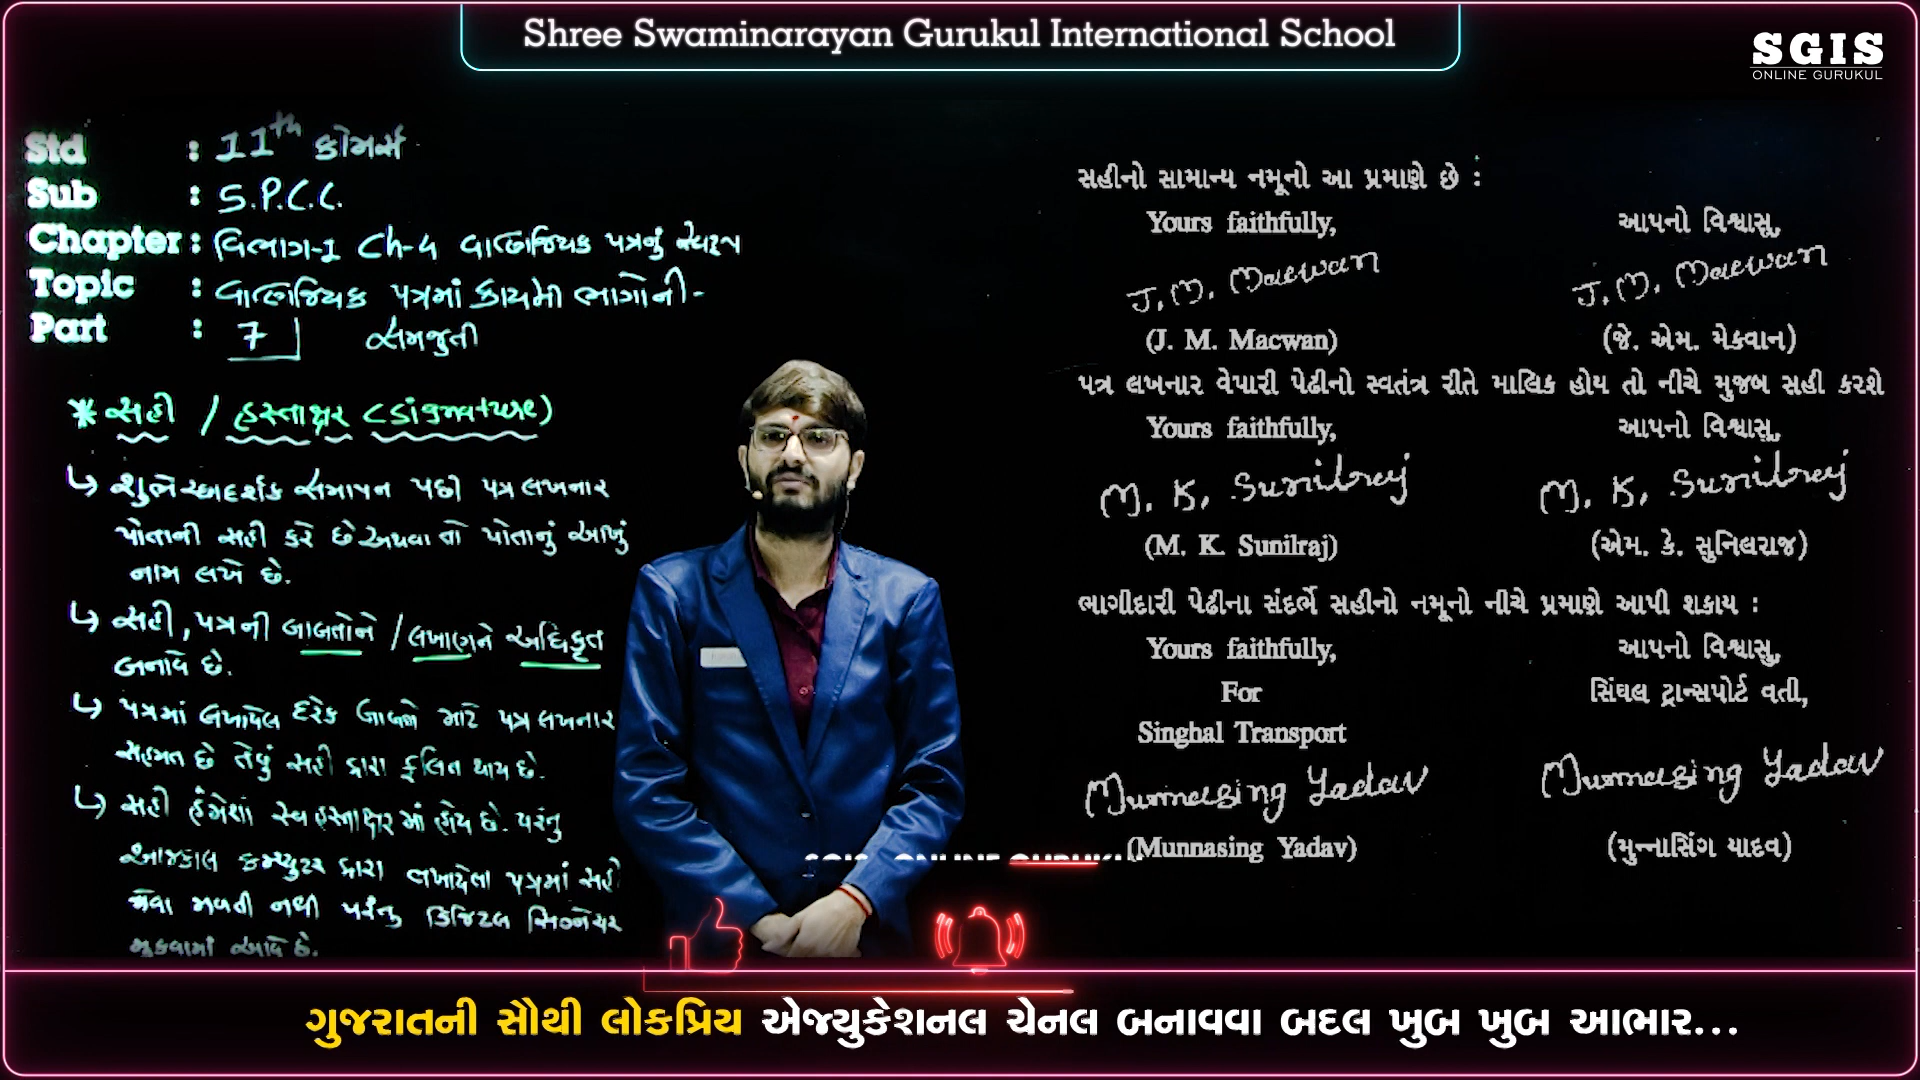 Shree Swaminarayan Gurukul International School
SGIS
ONLINE GURUKUL
Std : 11th કોમર્સ
Sub : S.P.C.C.
Chapter : વિભાગ-1 Ch-4 વાણિજ્યિક પત્રનું સ્વરૂપ
Topic : વાણિજ્યિક પત્રમાં કાયમી ભાગોની-
Part : 7 સમજુતી
* સહી / હસ્તાક્ષર (Signature)
↳ શુભેચ્છાદર્શક સમાપન પછી પત્ર લખનાર
પોતાની સહી કરે છે અથવા તો પોતાનું આખું
નામ લખે છે.
↳ સહી, પત્રની બાબતોને / લખાણને અધિકૃત
બનાવે છે.
↳ પત્રમાં લખાયેલ દરેક બાબત માટે પત્ર લખનાર
સહમત છે તેવું સહી દ્વારા ફલિત થાય છે.
↳ સહી હંમેશાં સ્વહસ્તાક્ષરમાં હોય છે. પરંતુ
આજકાલ કમ્પ્યુટર દ્વારા લખાયેલા પત્રમાં સહી
જોવા મળતી નથી પરંતુ ડિજિટલ સિગ્નેચર
મૂકવામાં આવે છે.
સહીનો સામાન્ય નમૂનો આ પ્રમાણે છે :
Yours faithfully, આપનો વિશ્વાસુ,
J. M. Macwan J. M. Macwan
(J. M. Macwan) (જે. એમ. મેકવાન)
પત્ર લખનાર વેપારી પેઢીનો સ્વતંત્ર રીતે માલિક હોય તો નીચે મુજબ સહી કરશે
Yours faithfully, આપનો વિશ્વાસુ,
M. K. Sunilraj M. K. Sunilraj
(M. K. Sunilraj) (એમ. કે. સુનિલરાજ)
ભાગીદારી પેઢીના સંદર્ભે સહીનો નમૂનો નીચે પ્રમાણે આપી શકાય :
Yours faithfully, આપનો વિશ્વાસુ,
For સિંઘલ ટ્રાન્સપોર્ટ વતી,
Singhal Transport
Munnasing Yadav Munnasing Yadav
(Munnasing Yadav) (મુન્નાસિંગ યાદવ)
ગુજરાતની સૌથી લોકપ્રિય એજ્યુકેશનલ ચેનલ બનાવવા બદલ ખુબ ખુબ આભાર...